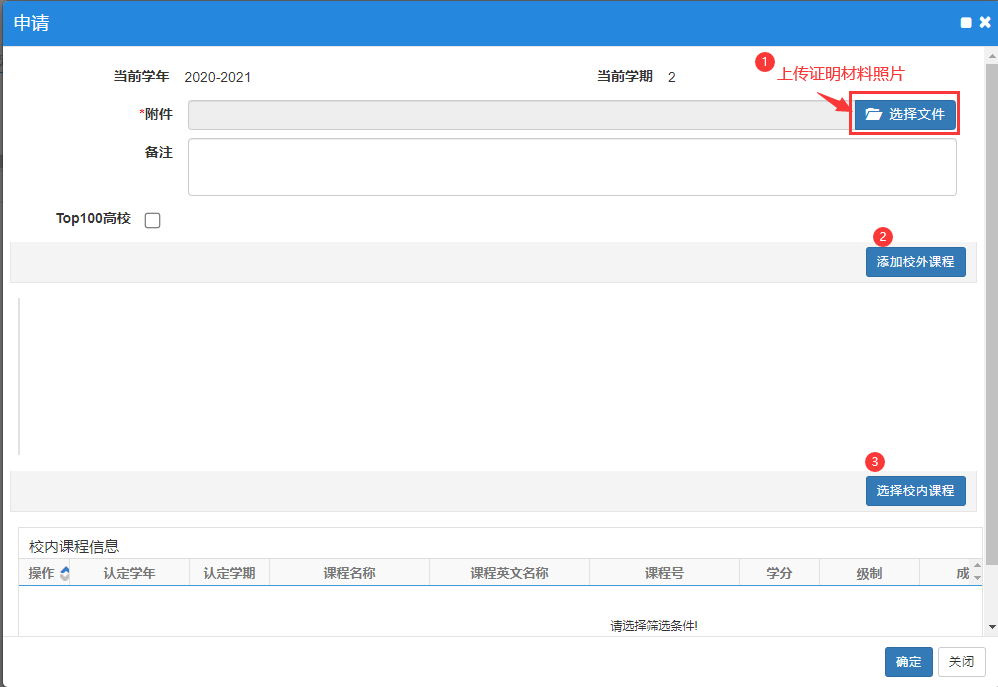 申请
当前学年 2020-2021 当前学期 2
1 上传证明材料照片
*附件 选择文件
备注
Top100高校
2
添加校外课程
3
选择校内课程
校内课程信息
操作 认定学年 认定学期 课程名称 课程英文名称 课程号 学分 级制 成
请选择筛选条件!
确定 关闭